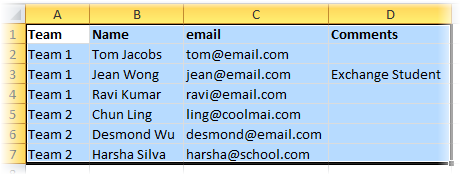 A B C D
1 Team Name email Comments
2 Team 1 Tom Jacobs tom@email.com
3 Team 1 Jean Wong jean@email.com Exchange Student
4 Team 1 Ravi Kumar ravi@email.com
5 Team 2 Chun Ling ling@coolmai.com
6 Team 2 Desmond Wu desmond@email.com
7 Team 2 Harsha Silva harsha@school.com